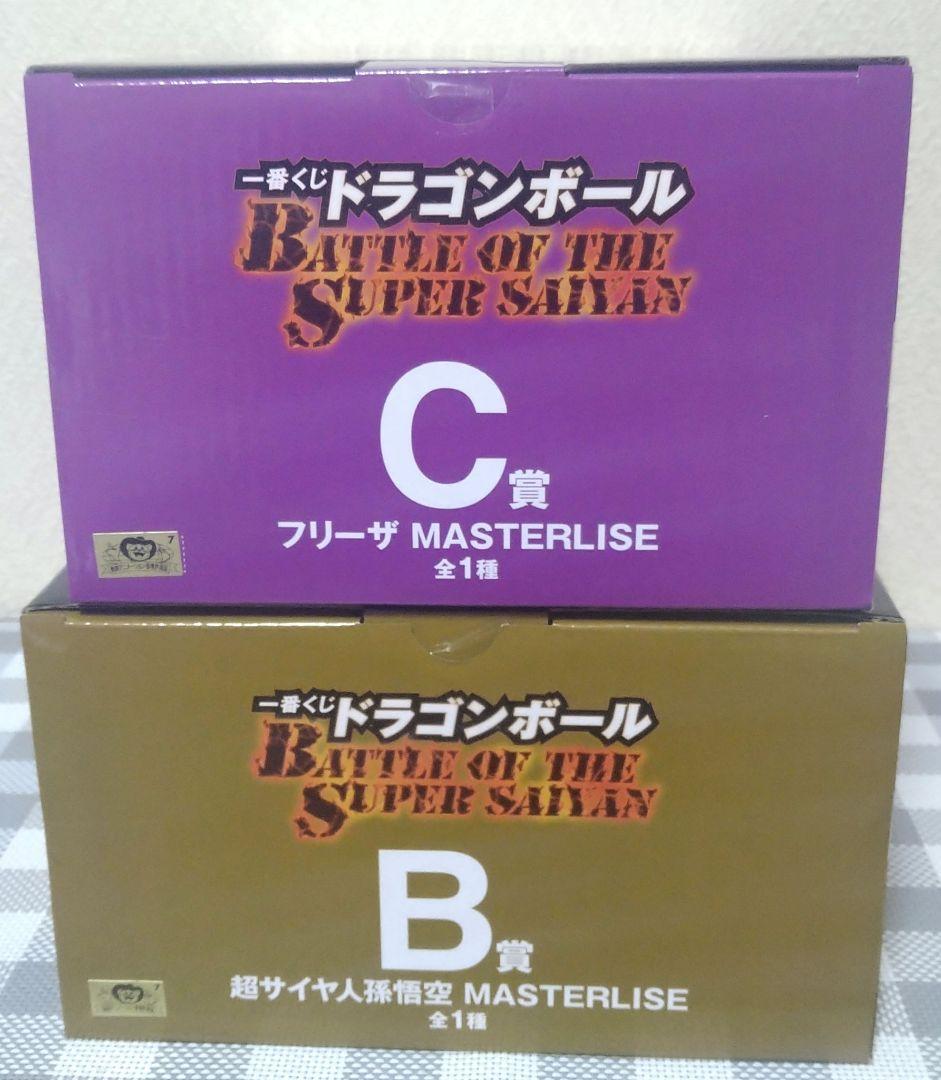 一番くじ ドラゴンボール
BATTLE OF THE
SUPER SAIYAN
C賞
フリーザ MASTERLISE
全1種
7
一番くじ ドラゴンボール
BATTLE OF THE
SUPER SAIYAN
B賞
超サイヤ人孫悟空 MASTERLISE
全1種
7